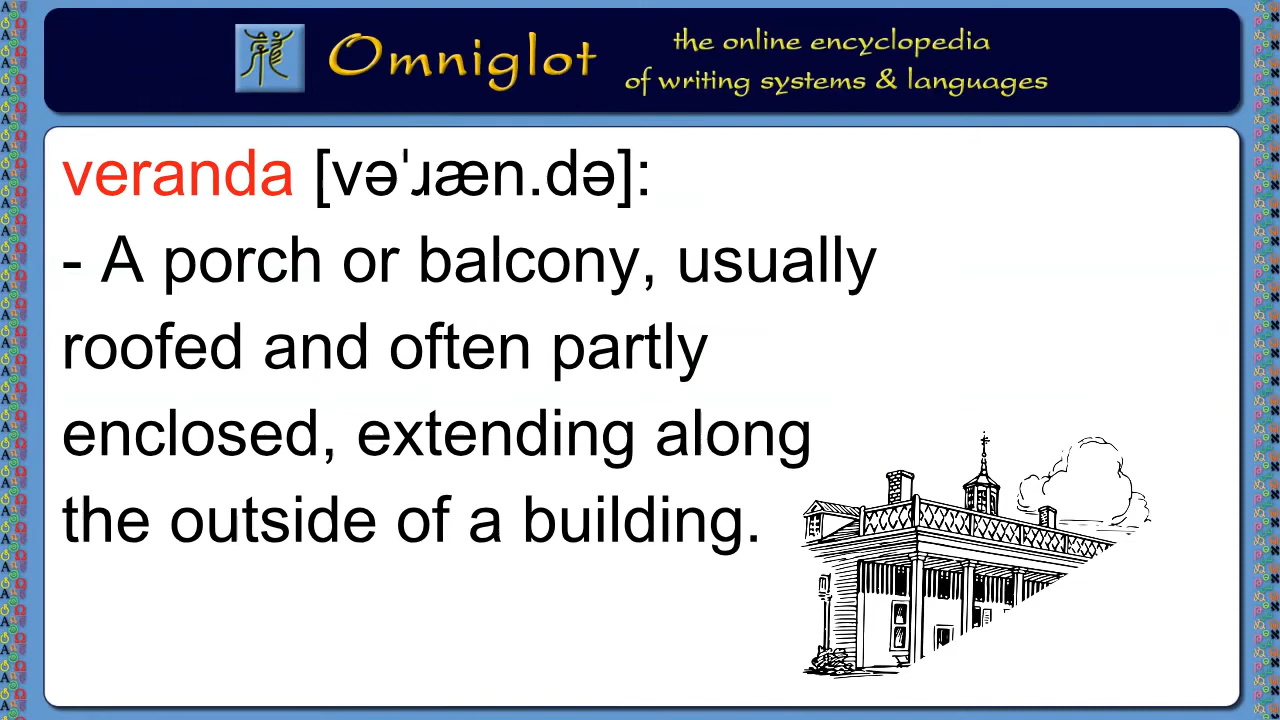 Omniglot
the online encyclopedia
of writing systems & languages
veranda [vəˈɹæn.də]:
- A porch or balcony, usually
roofed and often partly
enclosed, extending along
the outside of a building.